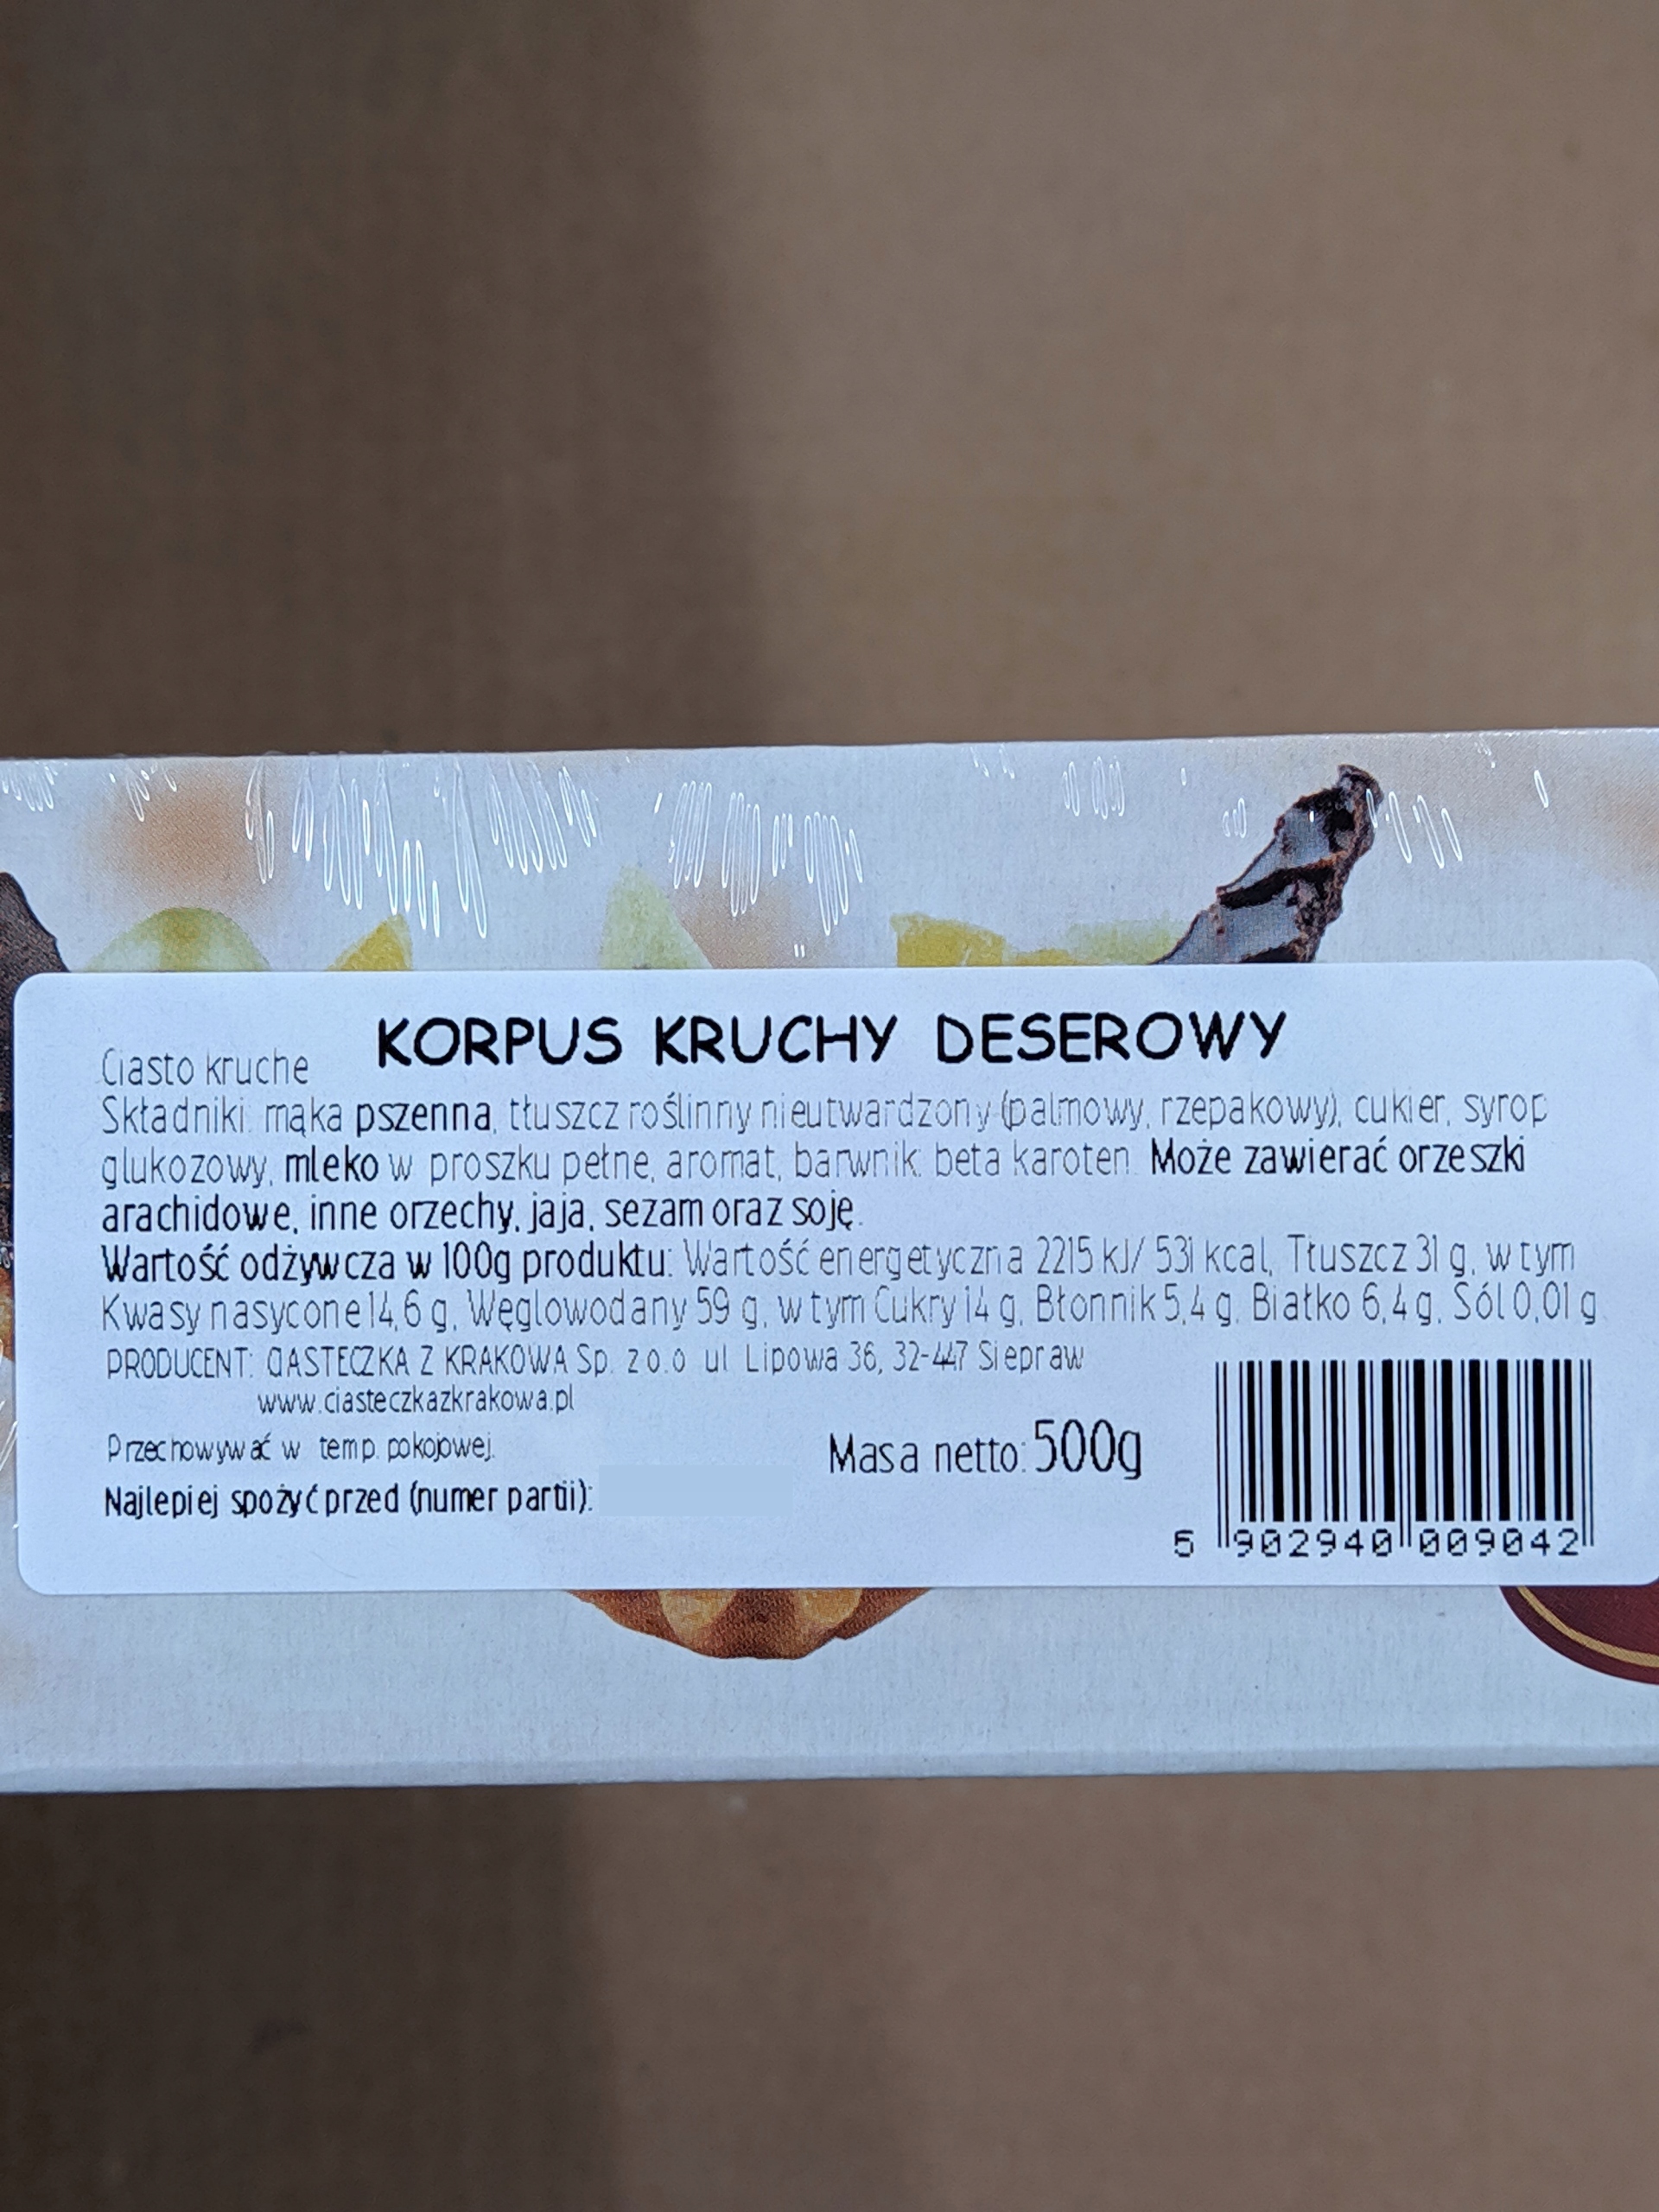 KORPUS KRUCHY DESEROWY
Ciasto kruche
Składniki: mąka pszenna, tłuszcz roślinny nieutwardzony (palmowy, rzepakowy), cukier, syrop
glukozowy, mleko w proszku pełne, aromat, barwnik: beta karoten. Może zawierać orzeszki
arachidowe, inne orzechy, jaja, sezam oraz soję.
Wartość odżywcza w 100g produktu: Wartość energetyczna 2215 kJ/ 531 kcal, Tłuszcz 31 g, w tym
Kwasy nasycone 14,6 g, Węglowodany 59 g, w tym Cukry 14 g, Błonnik 5,4 g, Białko 6,4 g, Sól 0,01 g
PRODUCENT: CIASTECZKA Z KRAKOWA Sp. z o.o ul Lipowa 36, 32-447 Siepraw
www.ciasteczkazkrakowa.pl
Przechowywać w temp. pokojowej.
Masa netto: 500g
Najlepiej spożyć przed (numer partii):
5 902940 009042